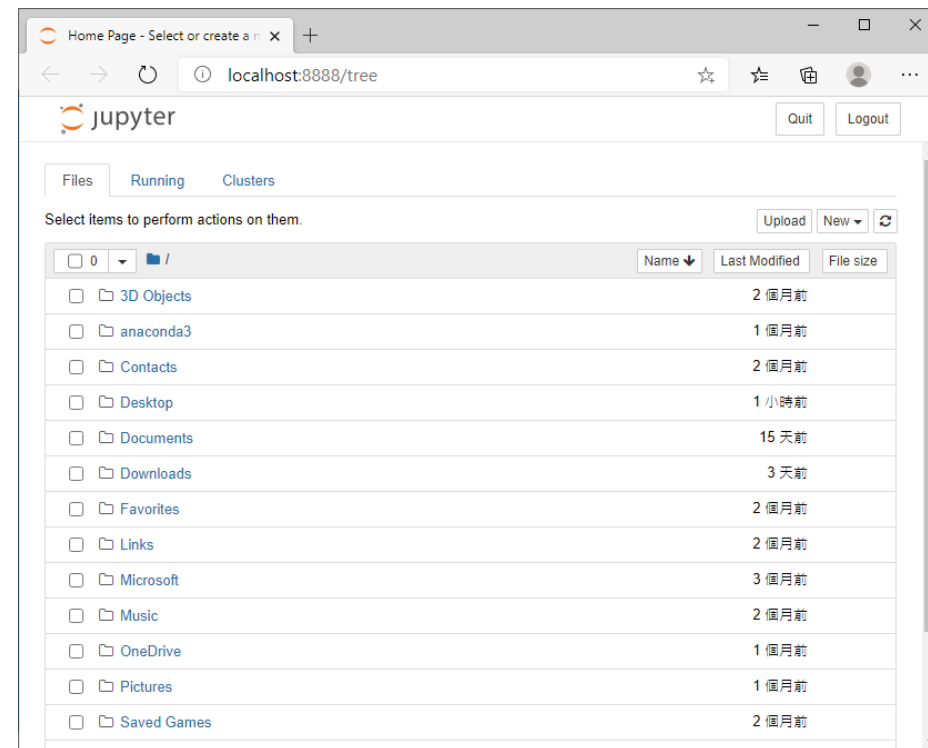 Home Page - Select or create a n
localhost:8888/tree
jupyter
Quit Logout
Files Running Clusters
Select items to perform actions on them.
Upload New
0 /
Name Last Modified File size
3D Objects 2 個月前
anaconda3 1 個月前
Contacts 2 個月前
Desktop 1 小時前
Documents 15 天前
Downloads 3 天前
Favorites 2 個月前
Links 2 個月前
Microsoft 3 個月前
Music 2 個月前
OneDrive 1 個月前
Pictures 1 個月前
Saved Games 2 個月前